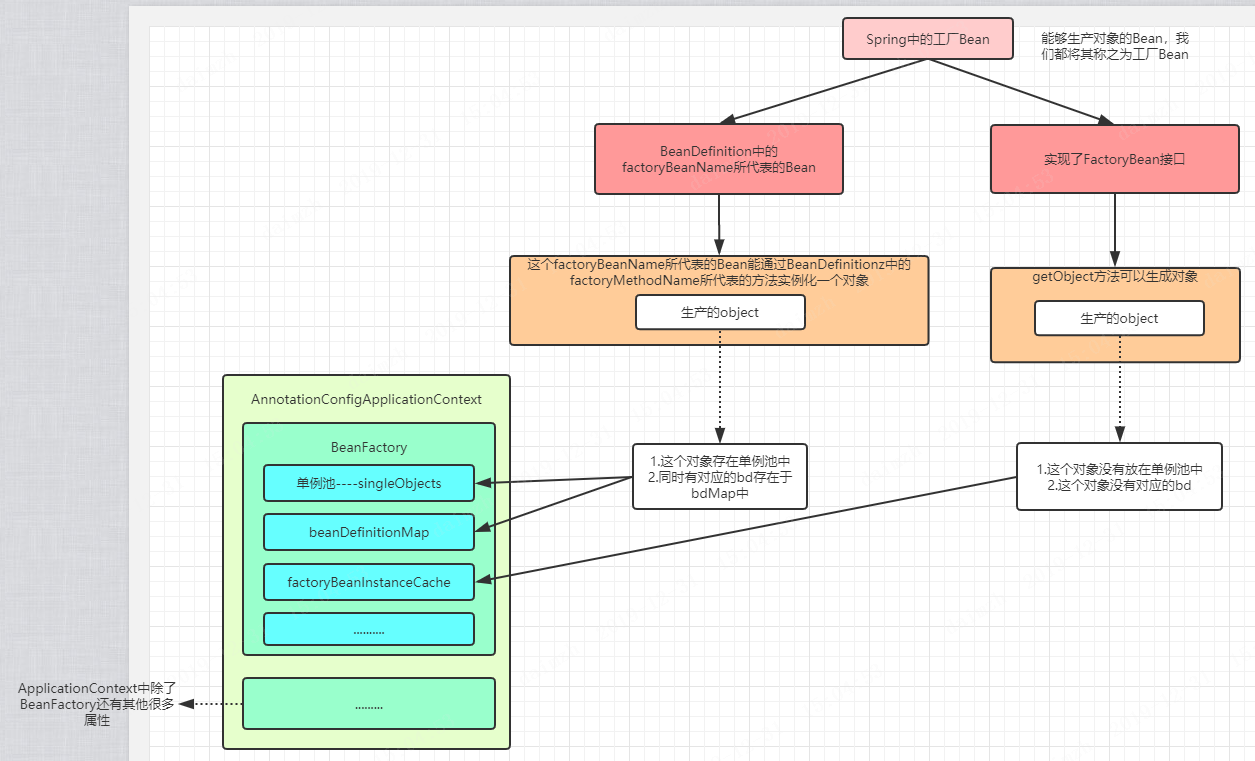 Spring中的工厂Bean
能够生产对象的Bean，我
们都将其称之为工厂Bean
BeanDefinition中的
factoryBeanName所代表的Bean
实现了FactoryBean接口
这个factoryBeanName所代表的Bean能通过BeanDefinitionz中的
factoryMethodName所代表的方法实例化一个对象
生产的object
getObject方法可以生成对象
生产的object
AnnotationConfigApplicationContext
BeanFactory
单例池----singleObjects
beanDefinitionMap
factoryBeanInstanceCache
..........
.........
1.这个对象存在单例池中
2.同时有对应的bd存在于
bdMap中
1.这个对象没有放在单例池中
2.这个对象没有对应的bd
ApplicationContext中除了
BeanFactory还有其他很多
属性